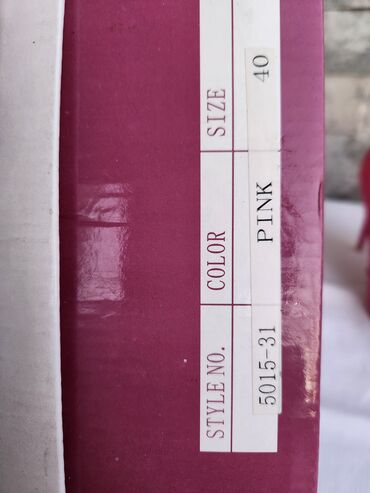 STYLE NO. COLOR SIZE
5015-31 PINK 40